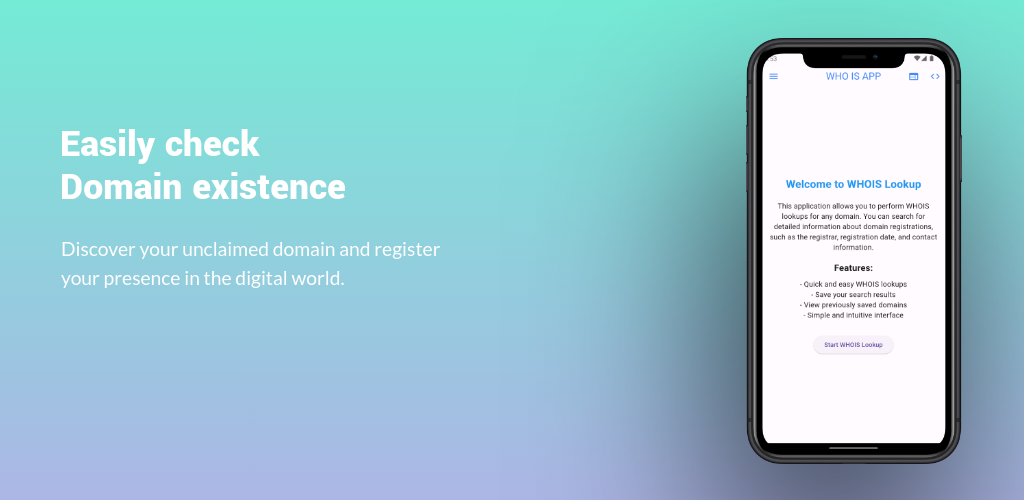 Easily check
Domain existence
Discover your unclaimed domain and register
your presence in the digital world.
WHO IS APP
Welcome to WHOIS Lookup
This application allows you to perform WHOIS
lookups for any domain. You can search for
detailed information about domain registrations,
such as the registrar, registration date, and contact
information.
Features:
- Quick and easy WHOIS lookups
- Save your search results
- View previously saved domains
- Simple and intuitive interface
Start WHOIS Lookup